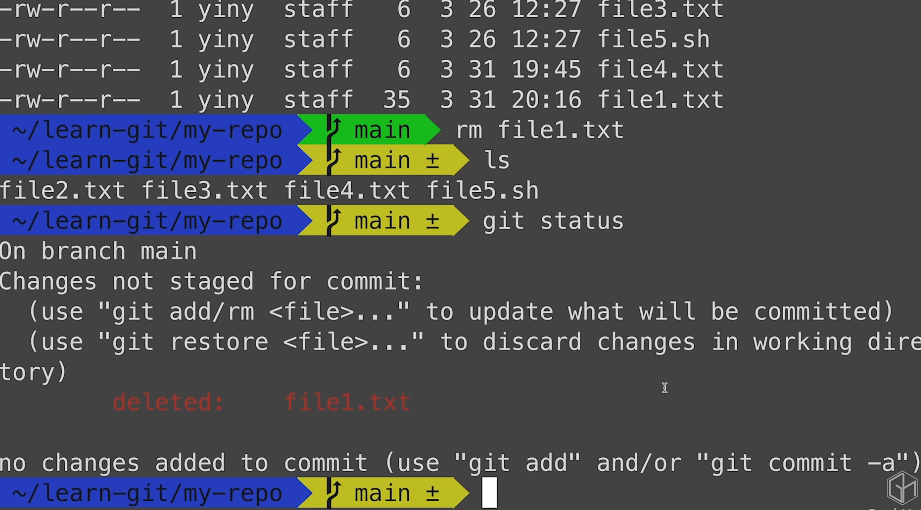 -rw-r--r-- 1 yiny staff 6 3 26 12:27 file3.txt
-rw-r--r-- 1 yiny staff 6 3 26 12:27 file5.sh
-rw-r--r-- 1 yiny staff 6 3 31 19:45 file4.txt
-rw-r--r-- 1 yiny staff 35 3 31 20:16 file1.txt
~/learn-git/my-repo main rm file1.txt
~/learn-git/my-repo main ± ls
file2.txt file3.txt file4.txt file5.sh
~/learn-git/my-repo main ± git status
On branch main
Changes not staged for commit:
(use "git add/rm <file>..." to update what will be committed)
(use "git restore <file>..." to discard changes in working dire
tory)
deleted: file1.txt
no changes added to commit (use "git add" and/or "git commit -a")
~/learn-git/my-repo main ±